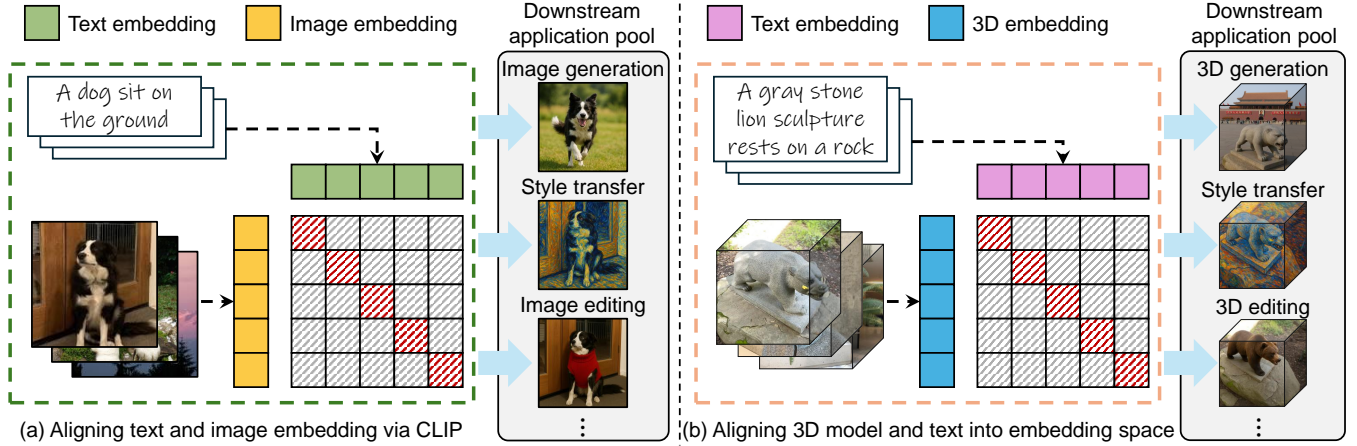 Text embedding
Image embedding
Downstream
application pool
A dog sit on
the ground
Image generation
Style transfer
Image editing
(a) Aligning text and image embedding via CLIP
Text embedding
3D embedding
Downstream
application pool
A gray stone
lion sculpture
rests on a rock
3D generation
Style transfer
3D editing
(b) Aligning 3D model and text into embedding space